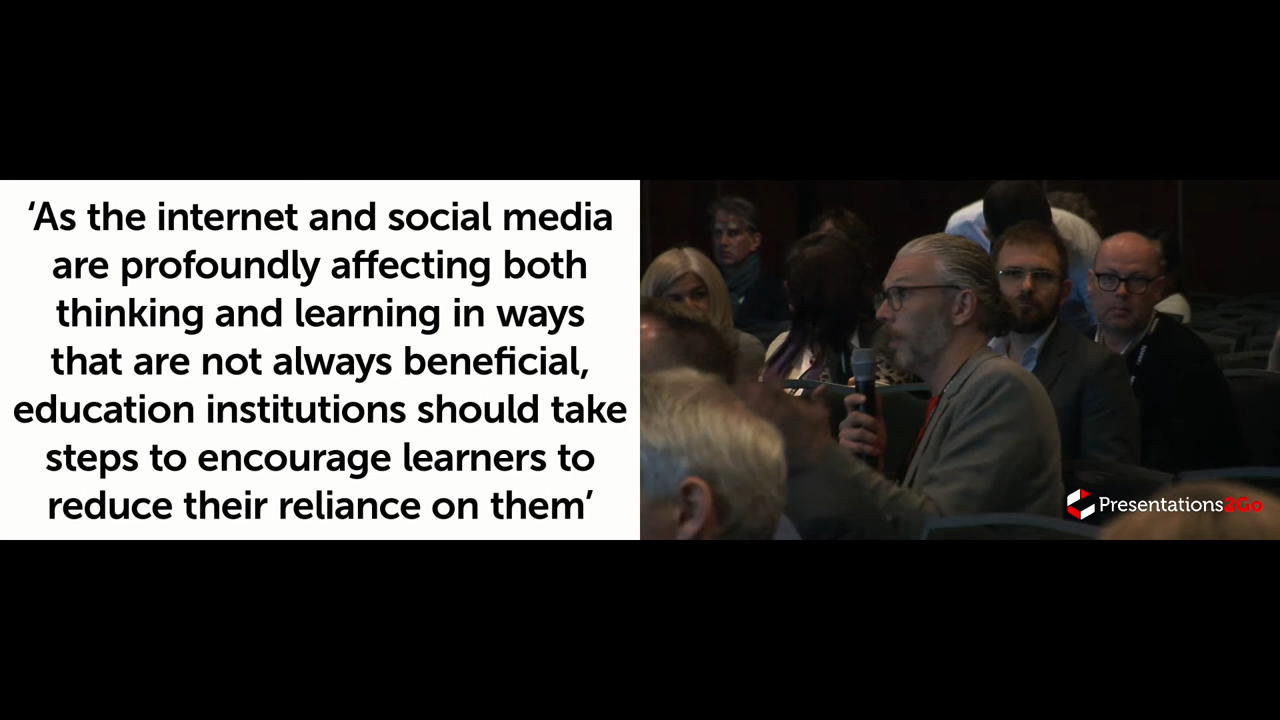 ‘As the internet and social media
are profoundly affecting both
thinking and learning in ways
that are not always beneficial,
education institutions should take
steps to encourage learners to
reduce their reliance on them’
Presentations2Go